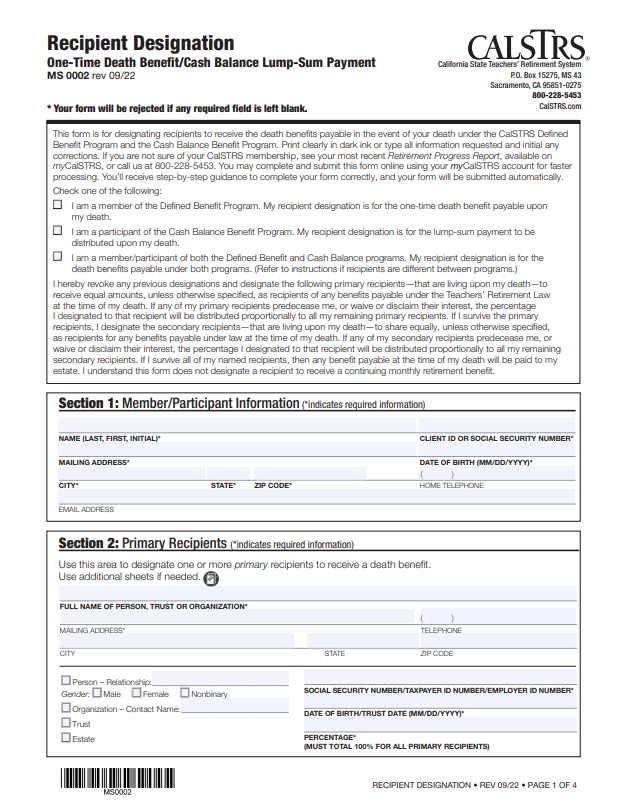 Recipient Designation
One-Time Death Benefit/Cash Balance Lump-Sum Payment
MS 0002 rev 09/22
* Your form will be rejected if any required field is left blank.
CALSTRS®
California State Teachers' Retirement System
P.O. Box 15275, MS 43
Sacramento, CA 95851-0275
800-228-5453
CalSTRS.com
This form is for designating recipients to receive the death benefits payable in the event of your death under the CalSTRS Defined
Benefit Program and the Cash Balance Benefit Program. Print clearly in dark ink or type all information requested and initial any
corrections. If you are not sure of your CalSTRS membership, see your most recent Retirement Progress Report, available on
myCalSTRS, or call us at 800-228-5453. You may complete and submit this form online using your myCalSTRS account for faster
processing. You'll receive step-by-step guidance to complete your form correctly, and your form will be submitted automatically.
Check one of the following:
I am a member of the Defined Benefit Program. My recipient designation is for the one-time death benefit payable upon
my death.
I am a participant of the Cash Balance Benefit Program. My recipient designation is for the lump-sum payment to be
distributed upon my death.
I am a member/participant of both the Defined Benefit and Cash Balance programs. My recipient designation is for the
death benefits payable under both programs. (Refer to instructions if recipients are different between programs.)
I hereby revoke any previous designations and designate the following primary recipients—that are living upon my death—to
receive equal amounts, unless otherwise specified, as recipients of any benefits payable under the Teachers' Retirement Law
at the time of my death. If any of my primary recipients predecease me, or waive or disclaim their interest, the percentage
I designated to that recipient will be distributed proportionally to all my remaining primary recipients. If I survive the primary
recipients, I designate the secondary recipients—that are living upon my death—to share equally, unless otherwise specified,
as recipients for any benefits payable under law at the time of my death. If any of my secondary recipients predecease me, or
waive or disclaim their interest, the percentage I designated to that recipient will be distributed proportionally to all my remaining
secondary recipients. If I survive all of my named recipients, then any benefit payable at the time of my death will be paid to my
estate. I understand this form does not designate a recipient to receive a continuing monthly retirement benefit.
Section 1: Member/Participant Information (*indicates required information)
NAME (LAST, FIRST, INITIAL)* CLIENT ID OR SOCIAL SECURITY NUMBER*
MAILING ADDRESS* DATE OF BIRTH (MM/DD/YYYY)*
( )
CITY* STATE* ZIP CODE* HOME TELEPHONE
EMAIL ADDRESS
Section 2: Primary Recipients (*indicates required information)
Use this area to designate one or more primary recipients to receive a death benefit.
Use additional sheets if needed.
FULL NAME OF PERSON, TRUST OR ORGANIZATION*
( )
MAILING ADDRESS* TELEPHONE
CITY STATE ZIP CODE
Person – Relationship:
Gender: Male Female Nonbinary
Organization – Contact Name:
Trust
Estate
SOCIAL SECURITY NUMBER/TAXPAYER ID NUMBER/EMPLOYER ID NUMBER*
DATE OF BIRTH/TRUST DATE (MM/DD/YYYY)*
PERCENTAGE*
(MUST TOTAL 100% FOR ALL PRIMARY RECIPIENTS)
MS0002
RECIPIENT DESIGNATION • REV 09/22 • PAGE 1 OF 4